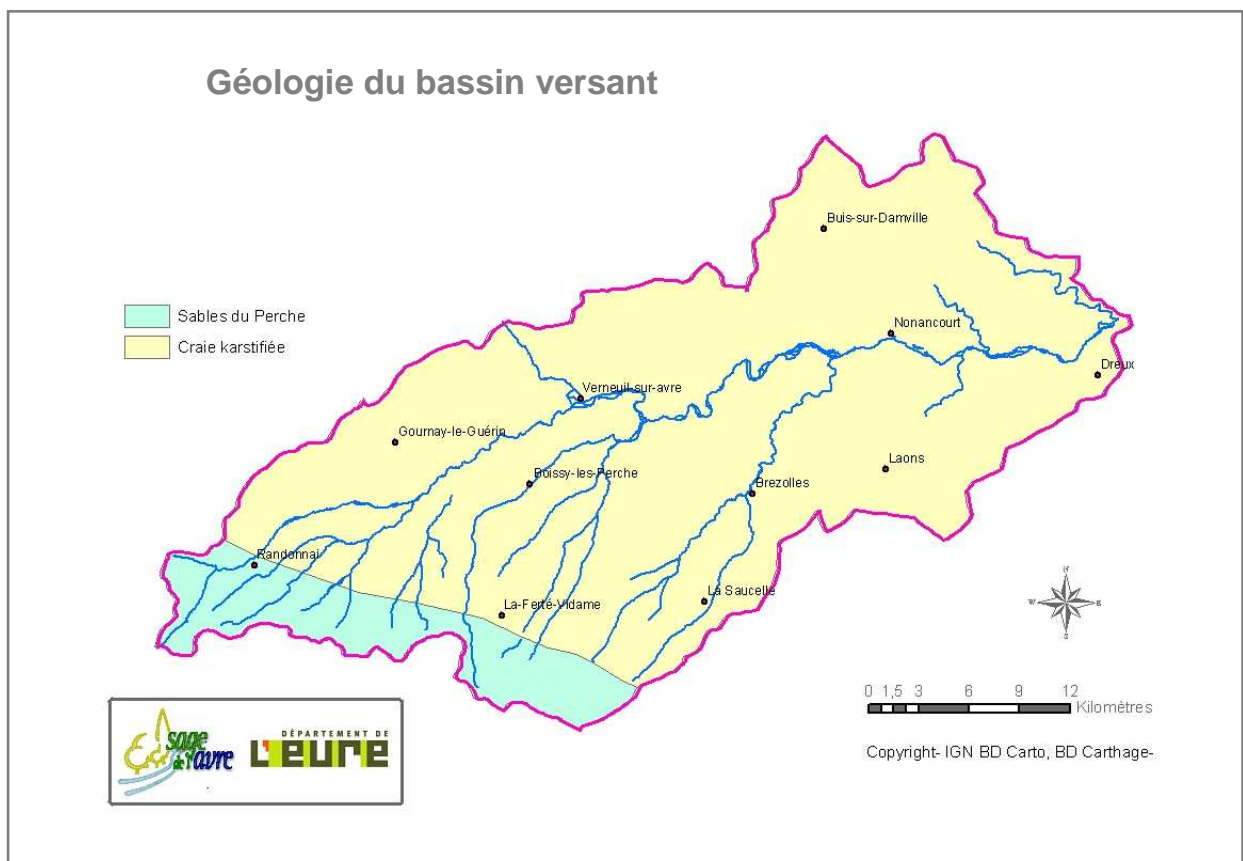 Géologie du bassin versant
Buis-sur-Damville
Sables du Perche
Craie karstifiée
Nonancourt
Dreux
Verneuil-sur-avre
Gournay-le-Guérin
Boissy-les-Perche
Laons
Brezolles
Randonnai
La Saucelle
La-Ferté-Vidame
N
W E
S
0 1,5 3 6 9 12
Kilomètres
Copyright- IGN BD Carto, BD Carthage-
sage
de l'avre
DÉPARTEMENT DE
L'eure